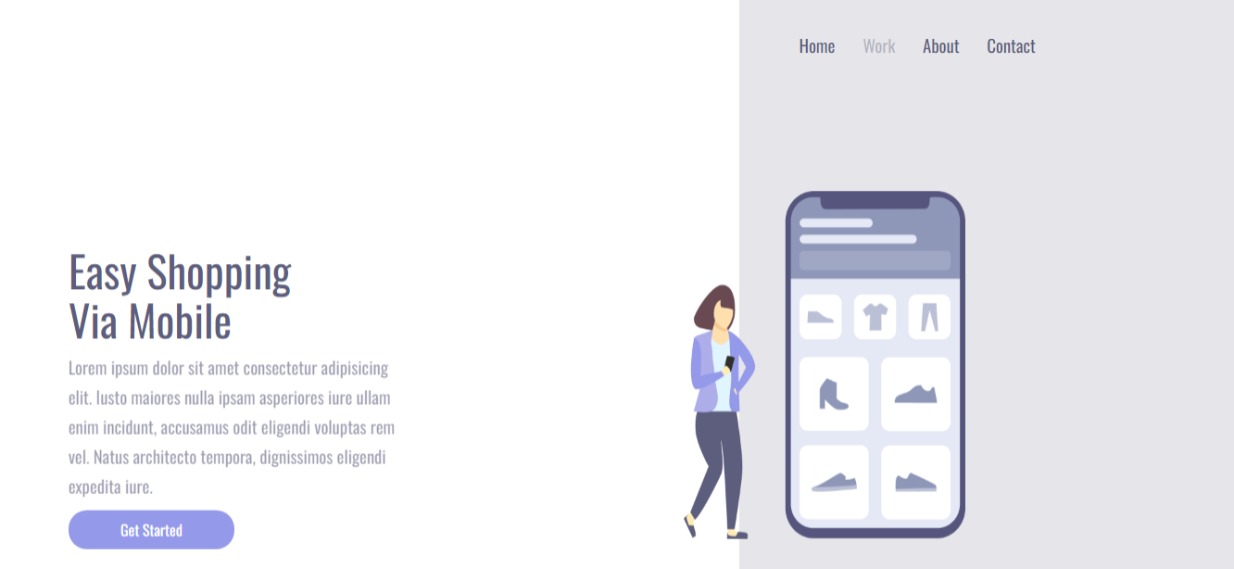 Home Work About Contact
Easy Shopping
Via Mobile
Lorem ipsum dolor sit amet consectetur adipisicing
elit. Iusto maiores nulla ipsam asperiores iure ullam
enim incidunt, accusamus odit eligendi voluptas rem
vel. Natus architecto tempora, dignissimos eligendi
expedita iure.
Get Started